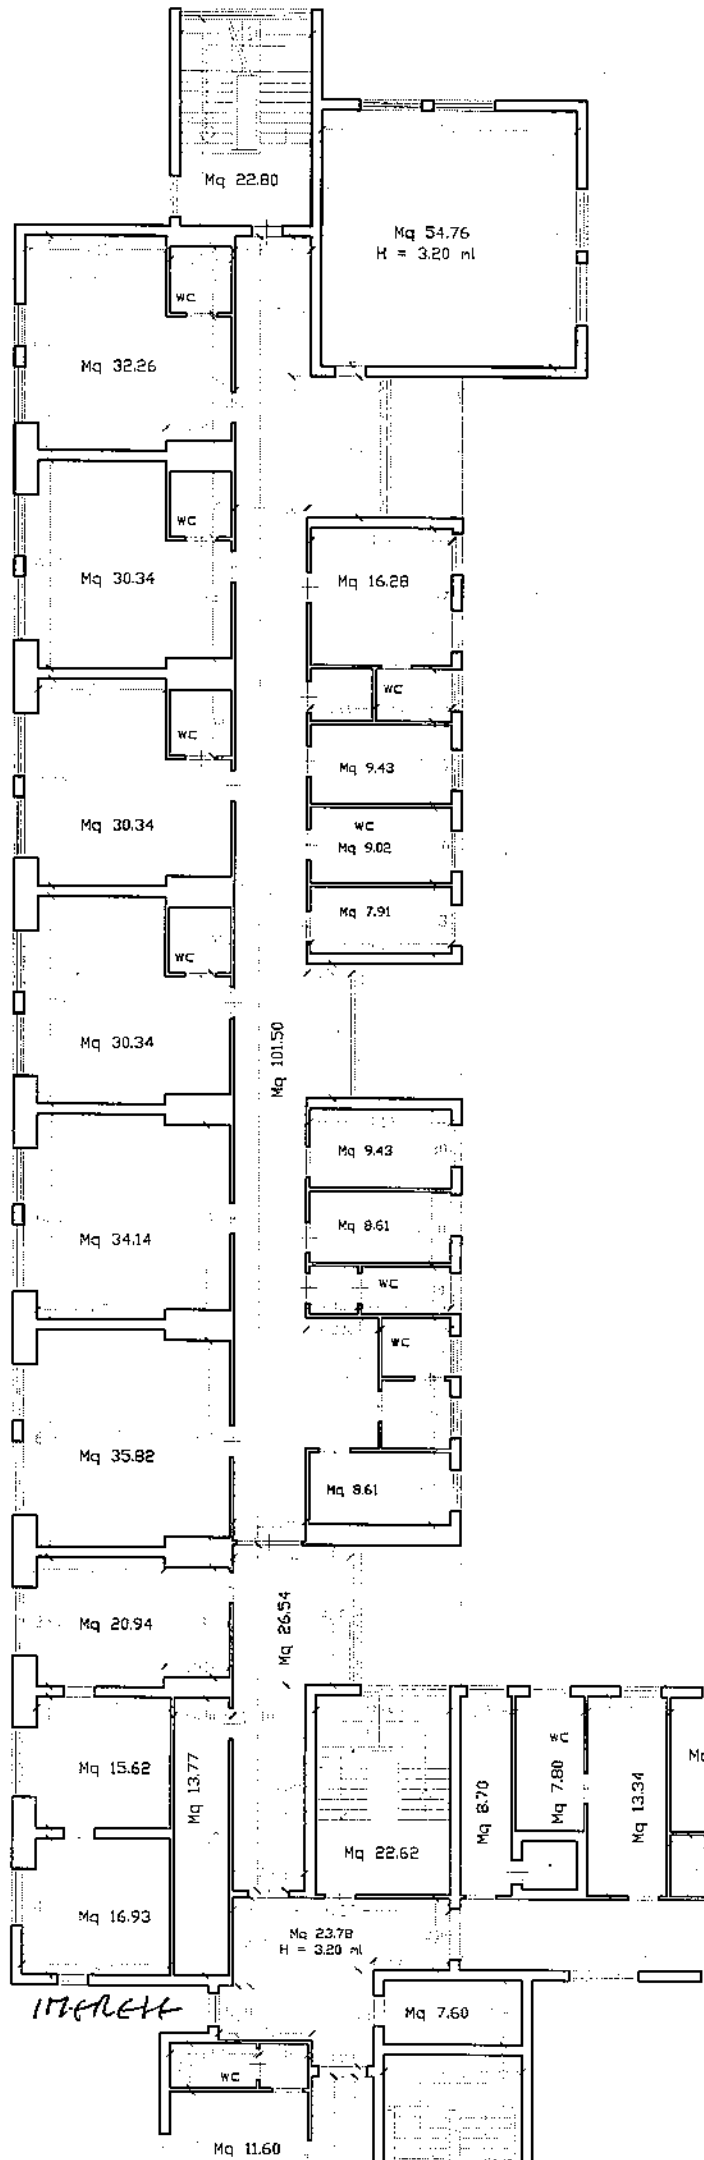 Mq 22.80
Mq 54.76
H = 3.20 ml
WC
Mq 32.26
WC
Mq 30.34
Mq 16.28
WC
WC
Mq 9.43
Mq 30.34
WC
Mq 9.02
Mq 7.91
WC
Mq 30.34
Mq 101.50
Mq 9.43
Mq 8.61
Mq 34.14
WC
WC
Mq 35.82
Mq 8.61
Mq 20.94
Mq 26.54
Mq 15.62
Mq 13.77
WC
Mq 7.80
Mq 8.70
Mq 13.34
Mq
Mq 22.62
Mq 16.93
Mq 23.78
H = 3.20 ml
Mq 7.60
WC
Mq 11.60